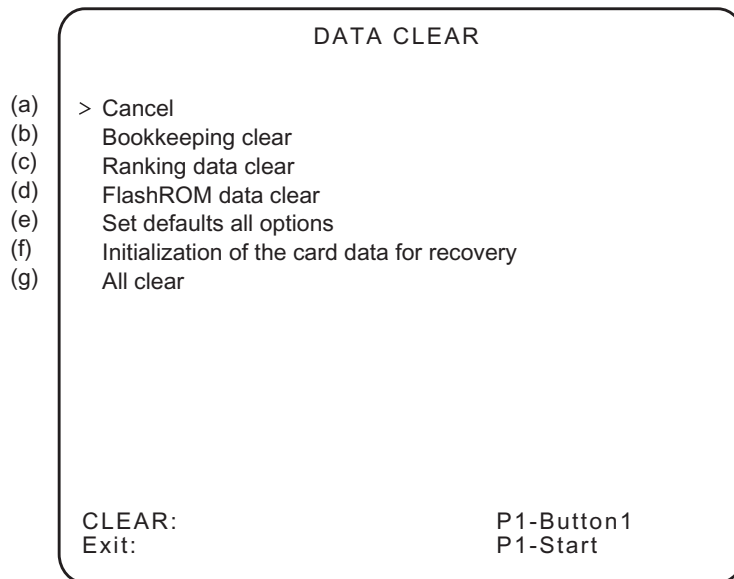 DATA CLEAR
(a) > Cancel
(b) Bookkeeping clear
(c) Ranking data clear
(d) FlashROM data clear
(e) Set defaults all options
(f) Initialization of the card data for recovery
(g) All clear
CLEAR: P1-Button1
Exit: P1-Start